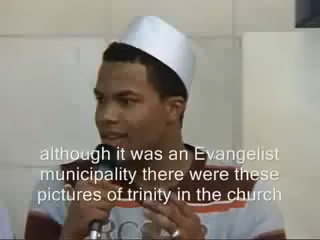 although it was an Evangelist
municipality there were these
pictures of trinity in the church